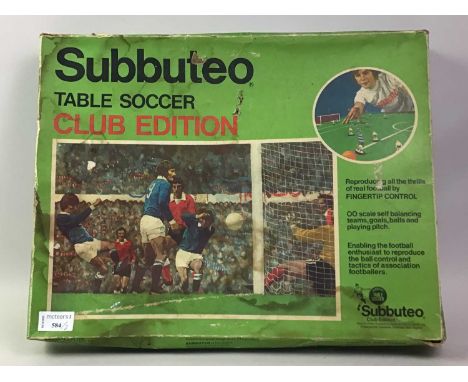 Subbuteo
TABLE SOCCER
CLUB EDITION
Reproducing all the thrills
of real football by
FINGERTIP CONTROL
OO scale self balancing
teams, goals, balls and
playing pitch.
Enabling the football
enthusiast to reproduce
the ball control and
tactics of association
footballers.
Subbuteo
Club Edition